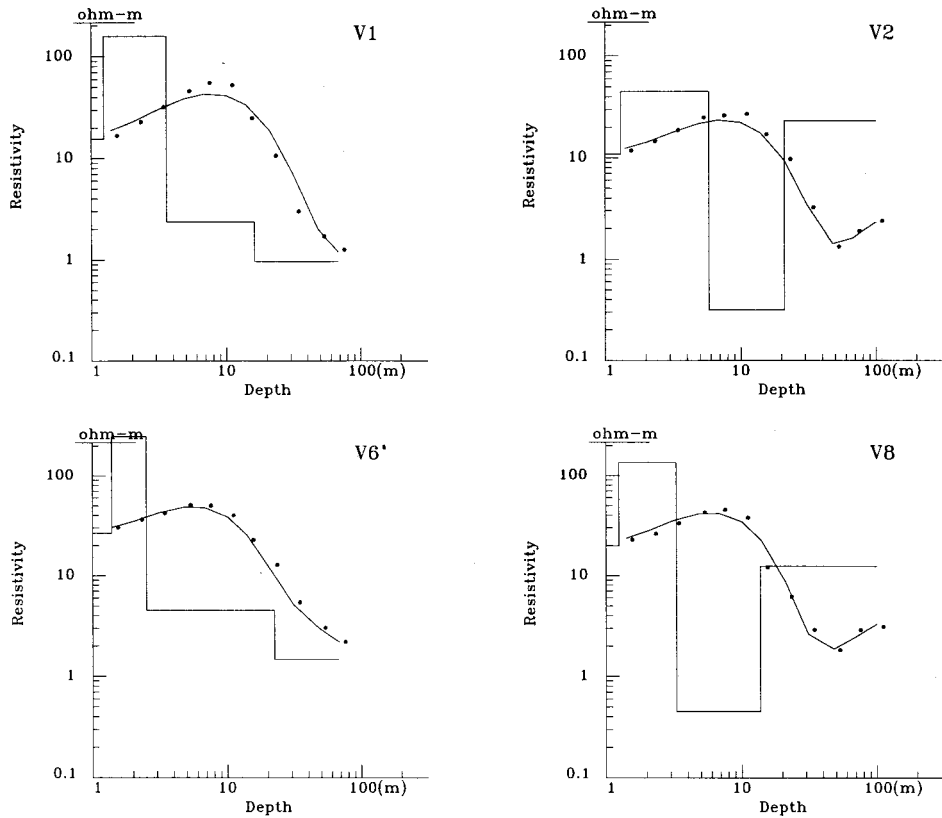 ohm-m
V1
100
10
1
0.1
Resistivity
1
10
100(m)
Depth
ohm-m
V2
100
10
1
0.1
Resistivity
1
10
100(m)
Depth
ohm-m
V6
100
10
1
0.1
Resistivity
1
10
100(m)
Depth
ohm-m
V8
100
10
1
0.1
Resistivity
1
10
100(m)
Depth